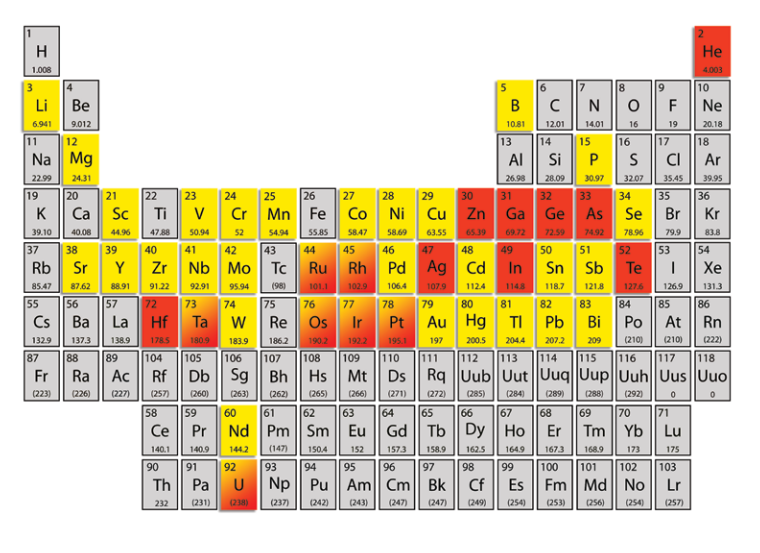 1 2
H He
1.008 4.003
3 4 5 6 7 8 9 10
Li Be B C N O F Ne
6.941 9.012 10.81 12.01 14.01 16 19 20.18
11 12 13 14 15 16 17 18
Na Mg Al Si P S Cl Ar
22.99 24.31 26.98 28.09 30.97 32.07 35.45 39.95
19 20 21 22 23 24 25 26 27 28 29 30 31 32 33 34 35 36
K Ca Sc Ti V Cr Mn Fe Co Ni Cu Zn Ga Ge As Se Br Kr
39.10 40.08 44.96 47.88 50.94 52 54.94 55.85 58.47 58.69 63.55 65.39 69.72 72.59 74.92 78.96 79.9 83.8
37 38 39 40 41 42 43 44 45 46 47 48 49 50 51 52 53 54
Rb Sr Y Zr Nb Mo Tc Ru Rh Pd Ag Cd In Sn Sb Te I Xe
85.47 87.62 88.91 91.22 92.91 95.94 (98) 101.1 102.9 106.4 107.9 112.4 114.8 118.7 121.8 127.6 126.9 131.3
55 56 57 72 73 74 75 76 77 78 79 80 81 82 83 84 85 86
Cs Ba La Hf Ta W Re Os Ir Pt Au Hg Tl Pb Bi Po At Rn
132.9 137.3 138.9 178.5 180.9 183.9 186.2 190.2 192.2 195.1 197 200.5 204.4 207.2 209 (210) (210) (222)
87 88 89 104 105 106 107 108 109 110 111 112 113 114 115 116 117 118
Fr Ra Ac Rf Db Sg Bh Hs Mt Ds Rq Uub Uut Uuq Uup Uuh Uus Uuo
(223) (226) (227) (257) (260) (263) (262) (265) (266) (271) (272) (285) (284) (289) (288) (292) 0 0
58 59 60 61 62 63 64 65 66 67 68 69 70 71
Ce Pr Nd Pm Sm Eu Gd Tb Dy Ho Er Tm Yb Lu
140.1 140.9 144.2 (147) 150.4 152 157.3 158.9 162.5 164.9 167.3 168.9 173 175
90 91 92 93 94 95 96 97 98 99 100 101 102 103
Th Pa U Np Pu Am Cm Bk Cf Es Fm Md No Lr
232 (231) (238) (237) (242) (243) (247) (247) (249) (254) (253) (256) (254) (257)